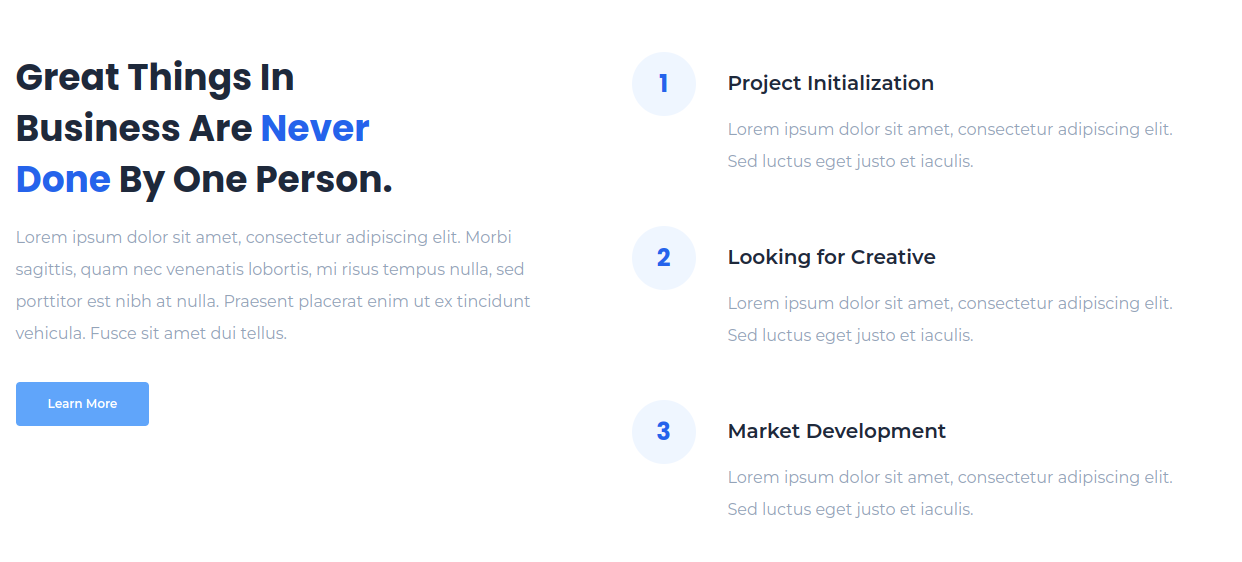 Great Things In
Business Are Never
Done By One Person.
Lorem ipsum dolor sit amet, consectetur adipiscing elit. Morbi
sagittis, quam nec venenatis lobortis, mi risus tempus nulla, sed
porttitor est nibh at nulla. Praesent placerat enim ut ex tincidunt
vehicula. Fusce sit amet dui tellus.
Learn More
1
Project Initialization
Lorem ipsum dolor sit amet, consectetur adipiscing elit.
Sed luctus eget justo et iaculis.
2
Looking for Creative
Lorem ipsum dolor sit amet, consectetur adipiscing elit.
Sed luctus eget justo et iaculis.
3
Market Development
Lorem ipsum dolor sit amet, consectetur adipiscing elit.
Sed luctus eget justo et iaculis.